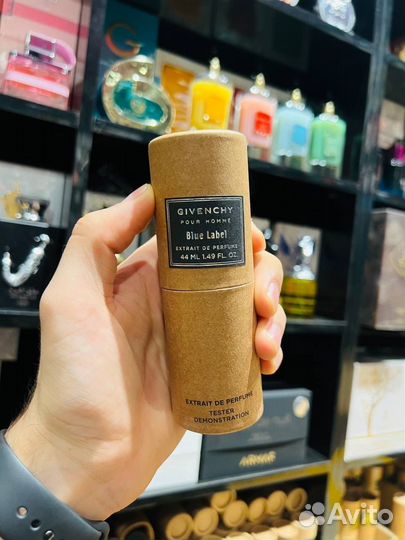 GIVENCHY
POUR HOMME
Blue Label
EXTRAIT DE PERFUME
44 ML 1.49 FL. OZ.
EXTRAIT DE PERFUME
TESTER
DEMONSTRATION
Avito